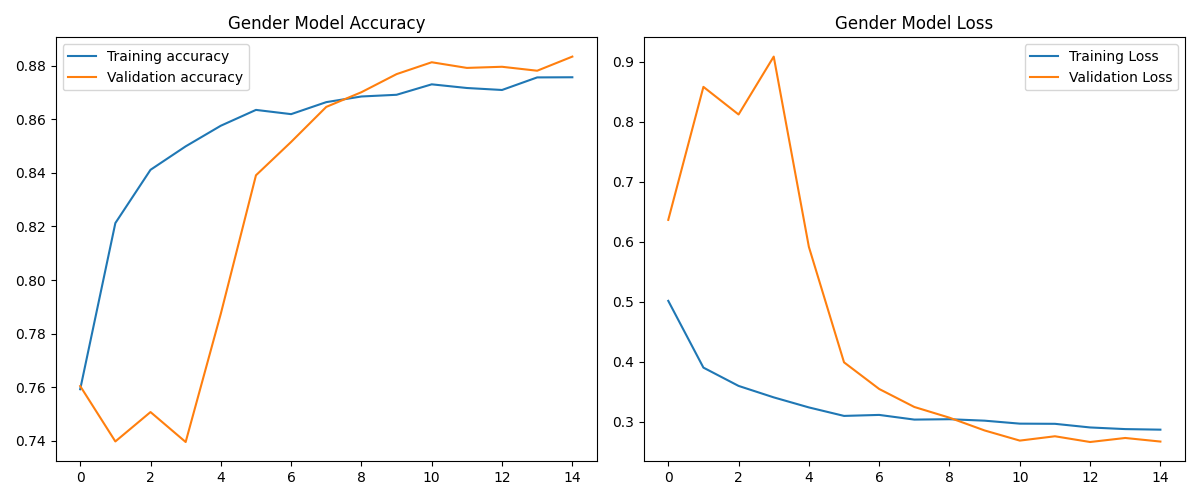 Gender Model Accuracy
Training accuracy
Validation accuracy
0.88
0.86
0.84
0.82
0.80
0.78
0.76
0.74
0 2 4 6 8 10 12 14
Gender Model Loss
Training Loss
Validation Loss
0.9
0.8
0.7
0.6
0.5
0.4
0.3
0 2 4 6 8 10 12 14